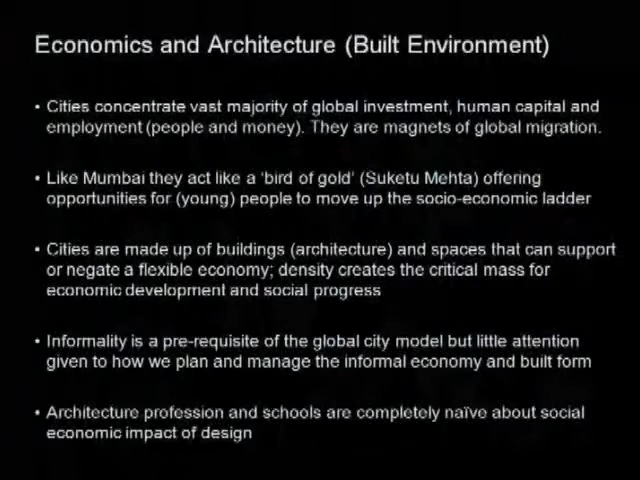 Economics and Architecture (Built Environment)
• Cities concentrate vast majority of global investment, human capital and
employment (people and money). They are magnets of global migration.
• Like Mumbai they act like a 'bird of gold' (Suketu Mehta) offering
opportunities for (young) people to move up the socio-economic ladder
• Cities are made up of buildings (architecture) and spaces that can support
or negate a flexible economy; density creates the critical mass for
economic development and social progress
• Informality is a pre-requisite of the global city model but little attention
given to how we plan and manage the informal economy and built form
• Architecture profession and schools are completely naïve about social
economic impact of design